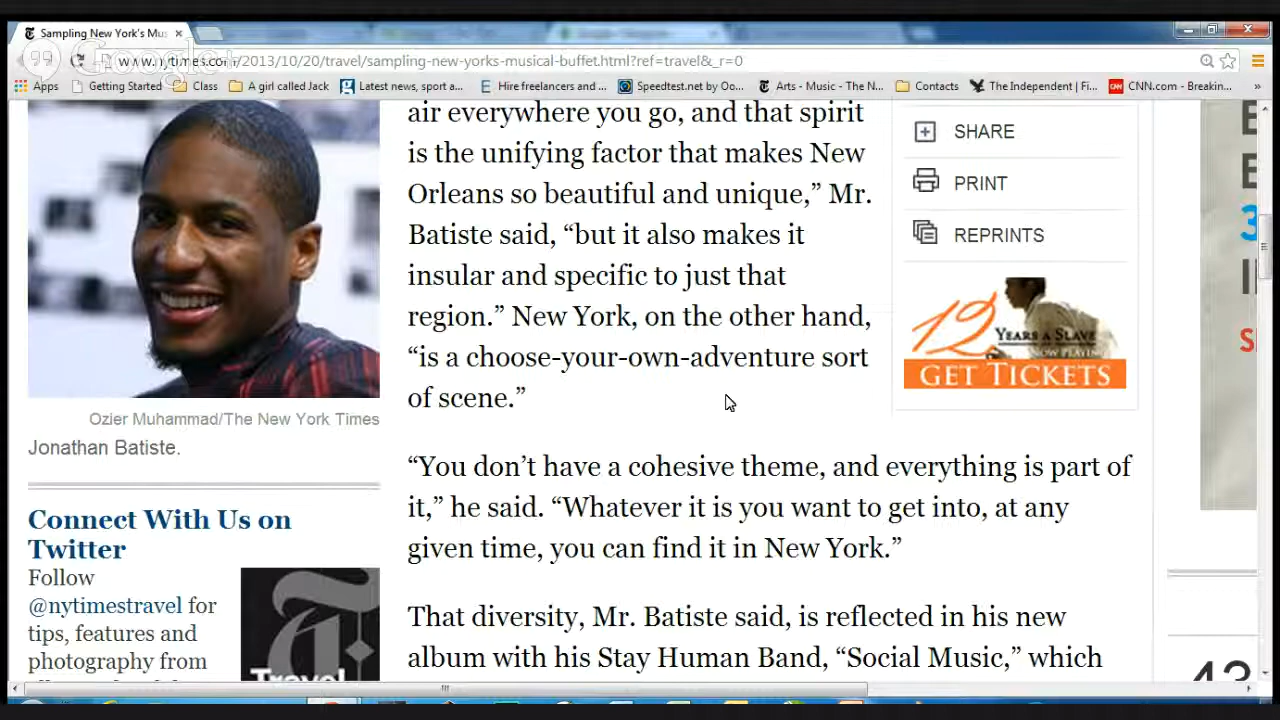 Sampling New York's Mus
Google+
www.nytimes.com/2013/10/20/travel/sampling-new-yorks-musical-buffet.html?ref=travel&_r=0
Apps
Getting Started
Class
A girl called Jack
Latest news, sport a...
Hire freelancers and ...
Speedtest.net by Oo...
Arts - Music - The N...
Contacts
The Independent | Fi...
CNN.com - Breakin...
»
air everywhere you go, and that spirit
is the unifying factor that makes New
Orleans so beautiful and unique,” Mr.
Batiste said, “but it also makes it
insular and specific to just that
region.” New York, on the other hand,
“is a choose-your-own-adventure sort
of scene.”
“You don’t have a cohesive theme, and everything is part of
it,” he said. “Whatever it is you want to get into, at any
given time, you can find it in New York.”
That diversity, Mr. Batiste said, is reflected in his new
album with his Stay Human Band, “Social Music,” which
Ozier Muhammad/The New York Times
Jonathan Batiste.
Connect With Us on
Twitter
Follow
@nytimestravel for
tips, features and
photography from
Travel
SHARE
PRINT
REPRINTS
12
YEARS A SLAVE
NOW PLAYING
GET TICKETS